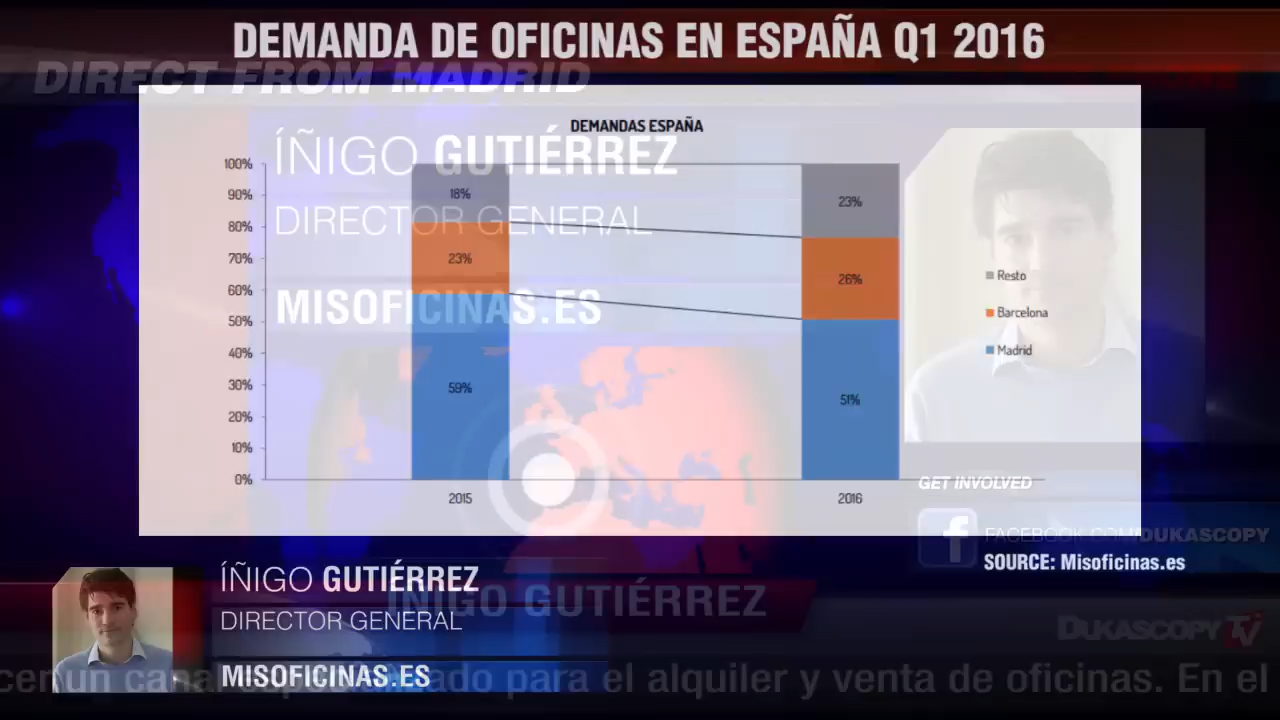 DEMANDA DE OFICINAS EN ESPAÑA Q1 2016
DIRECT FROM MADRID
DEMANDAS ESPAÑA
ÍÑIGO GUTIÉRREZ
DIRECTOR GENERAL
MISOFICINAS.ES
100%
90%
80%
70%
60%
50%
40%
30%
20%
10%
0%
18%
23%
59%
23%
26%
51%
2015
2016
Resto
Barcelona
Madrid
GET INVOLVED
FACEBOOK.COM/DUKASCOPY
SOURCE: Misoficinas.es
ÍÑIGO GUTIÉRREZ
DIRECTOR GENERAL
MISOFICINAS.ES
ÍÑIGO GUTIÉRREZ
DUKASCOPY TV
un canal para el alquiler y venta de oficinas. En el